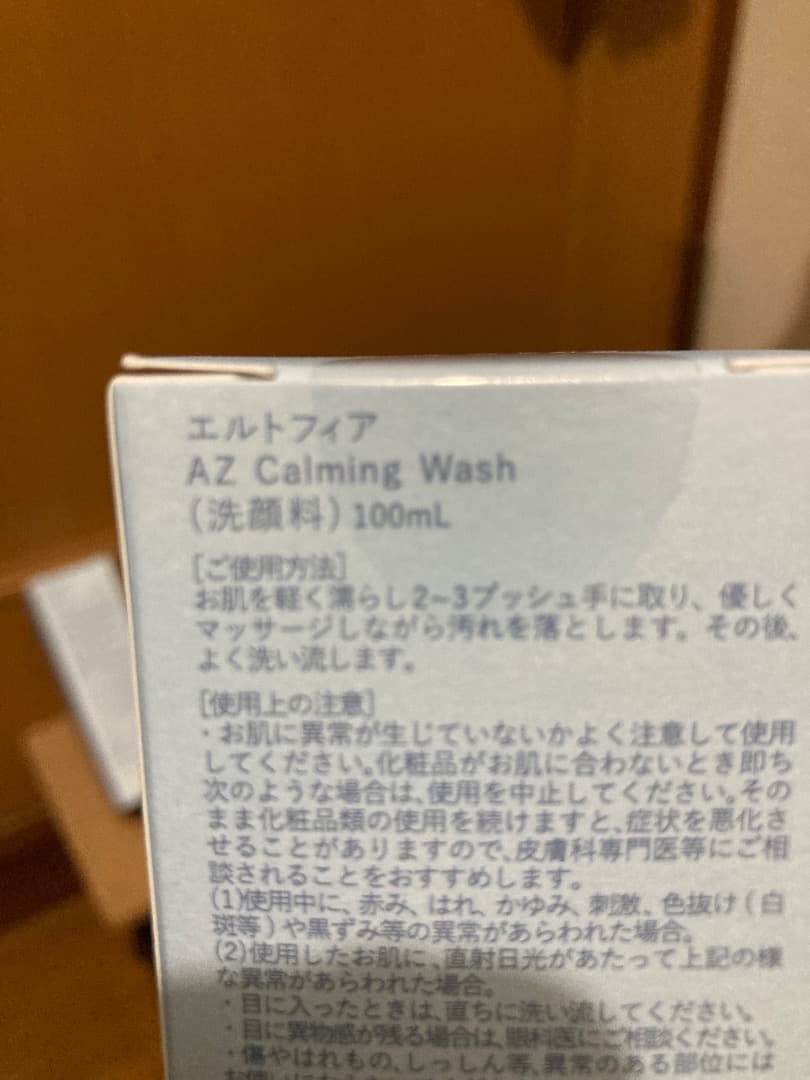 エルトフィア
AZ Calming Wash
(洗顔料)100mL
[ご使用方法]
お肌を軽く濡らし2~3プッシュ手に取り、優しく
マッサージしながら汚れを落とします。その後、
よく洗い流します。
[使用上の注意]
・お肌に異常が生じていないかよく注意して使用
してください。化粧品がお肌に合わないとき即ち
次のような場合は、使用を中止してください。その
まま化粧品類の使用を続けますと、症状を悪化さ
せることがありますので、皮膚科専門医等にご相
談されることをおすすめします。
(1)使用中に、赤み、はれ、かゆみ、刺激、色抜け(白
斑等)や黒ずみ等の異常があらわれた場合。
(2)使用したお肌に、直射日光があたって上記の様
な異常があらわれた場合。
・目に入ったときは、直ちに洗い流してください。
・目に異物感が残る場合は、眼科医にご相談ください。
・傷やはれもの、しっしん等、異常のある部位には